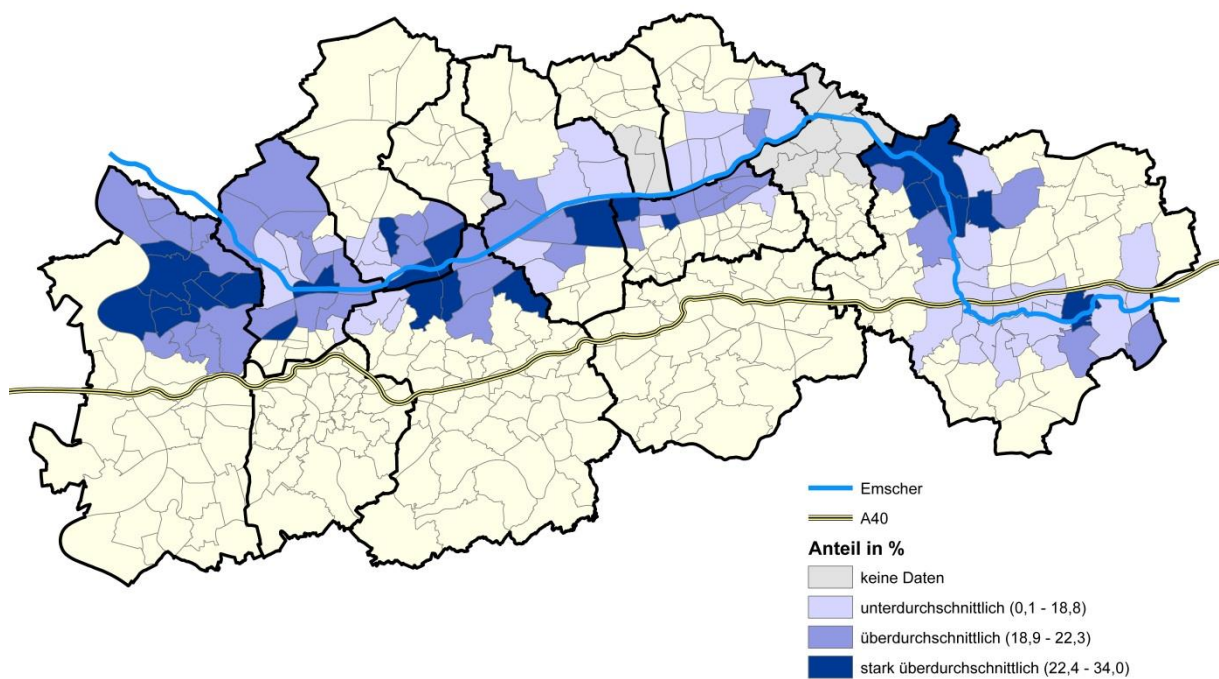 Emscher
A40
Anteil in %
keine Daten
unterdurchschnittlich (0,1 - 18,8)
überdurchschnittlich (18,9 - 22,3)
stark überdurchschnittlich (22,4 - 34,0)